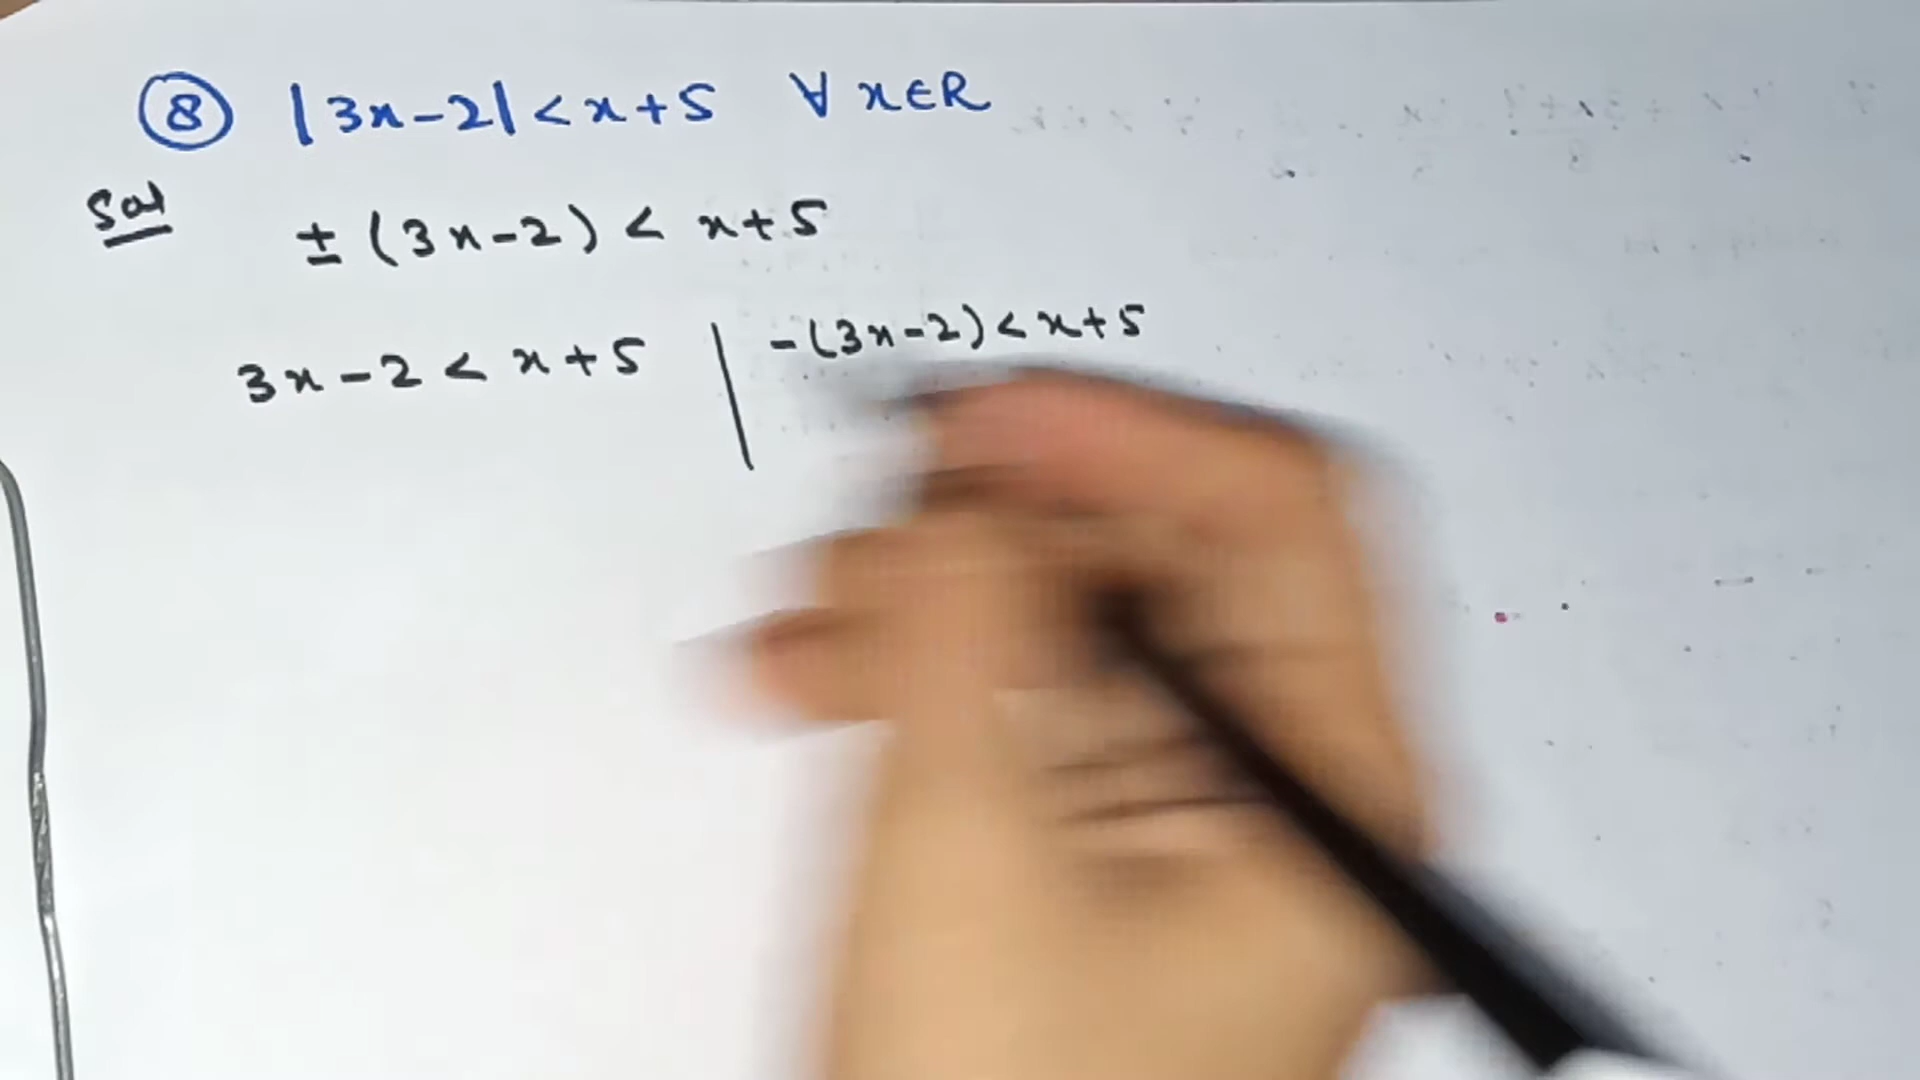 ⑧ |3x-2| < x+5 ∀ x∈R
Sol
± (3x-2) < x+5
3x-2 < x+5 | -(3x-2) < x+5